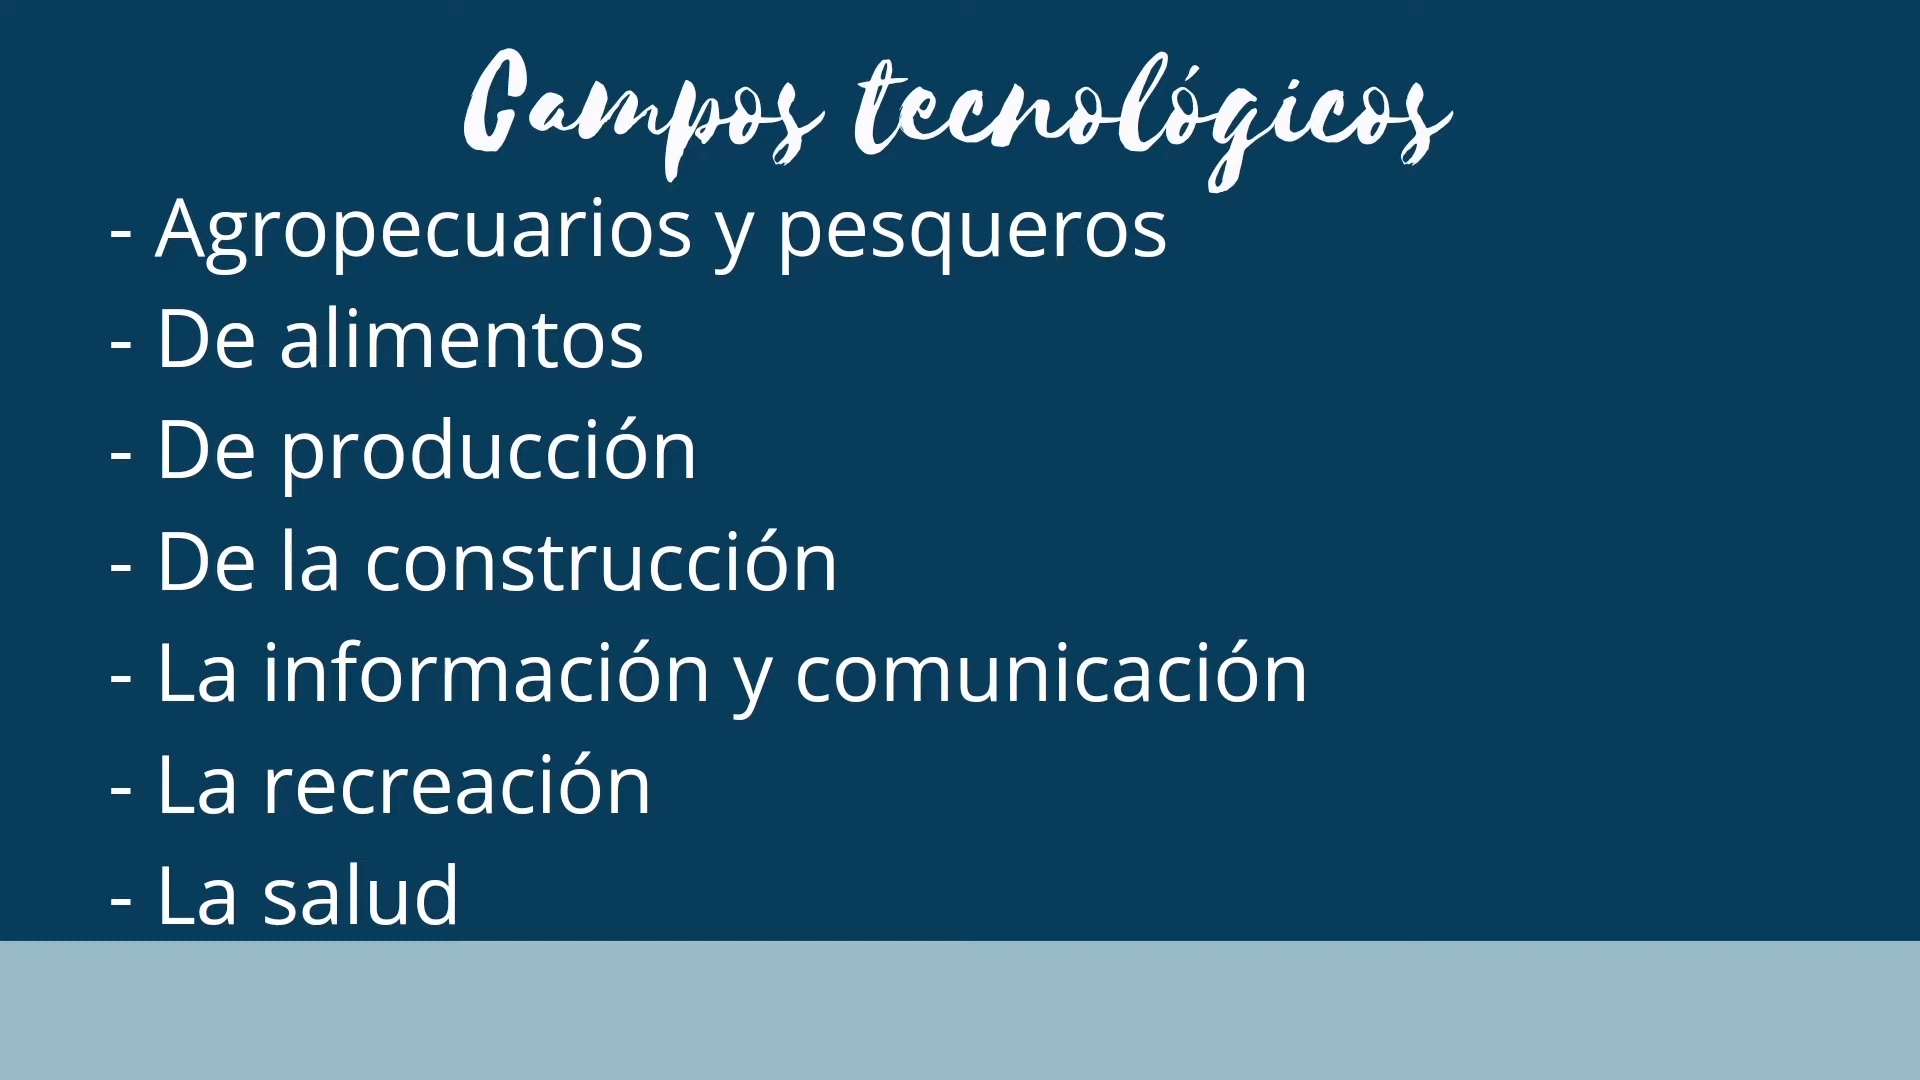 Campos tecnológicos
- Agropecuarios y pesqueros
- De alimentos
- De producción
- De la construcción
- La información y comunicación
- La recreación
- La salud